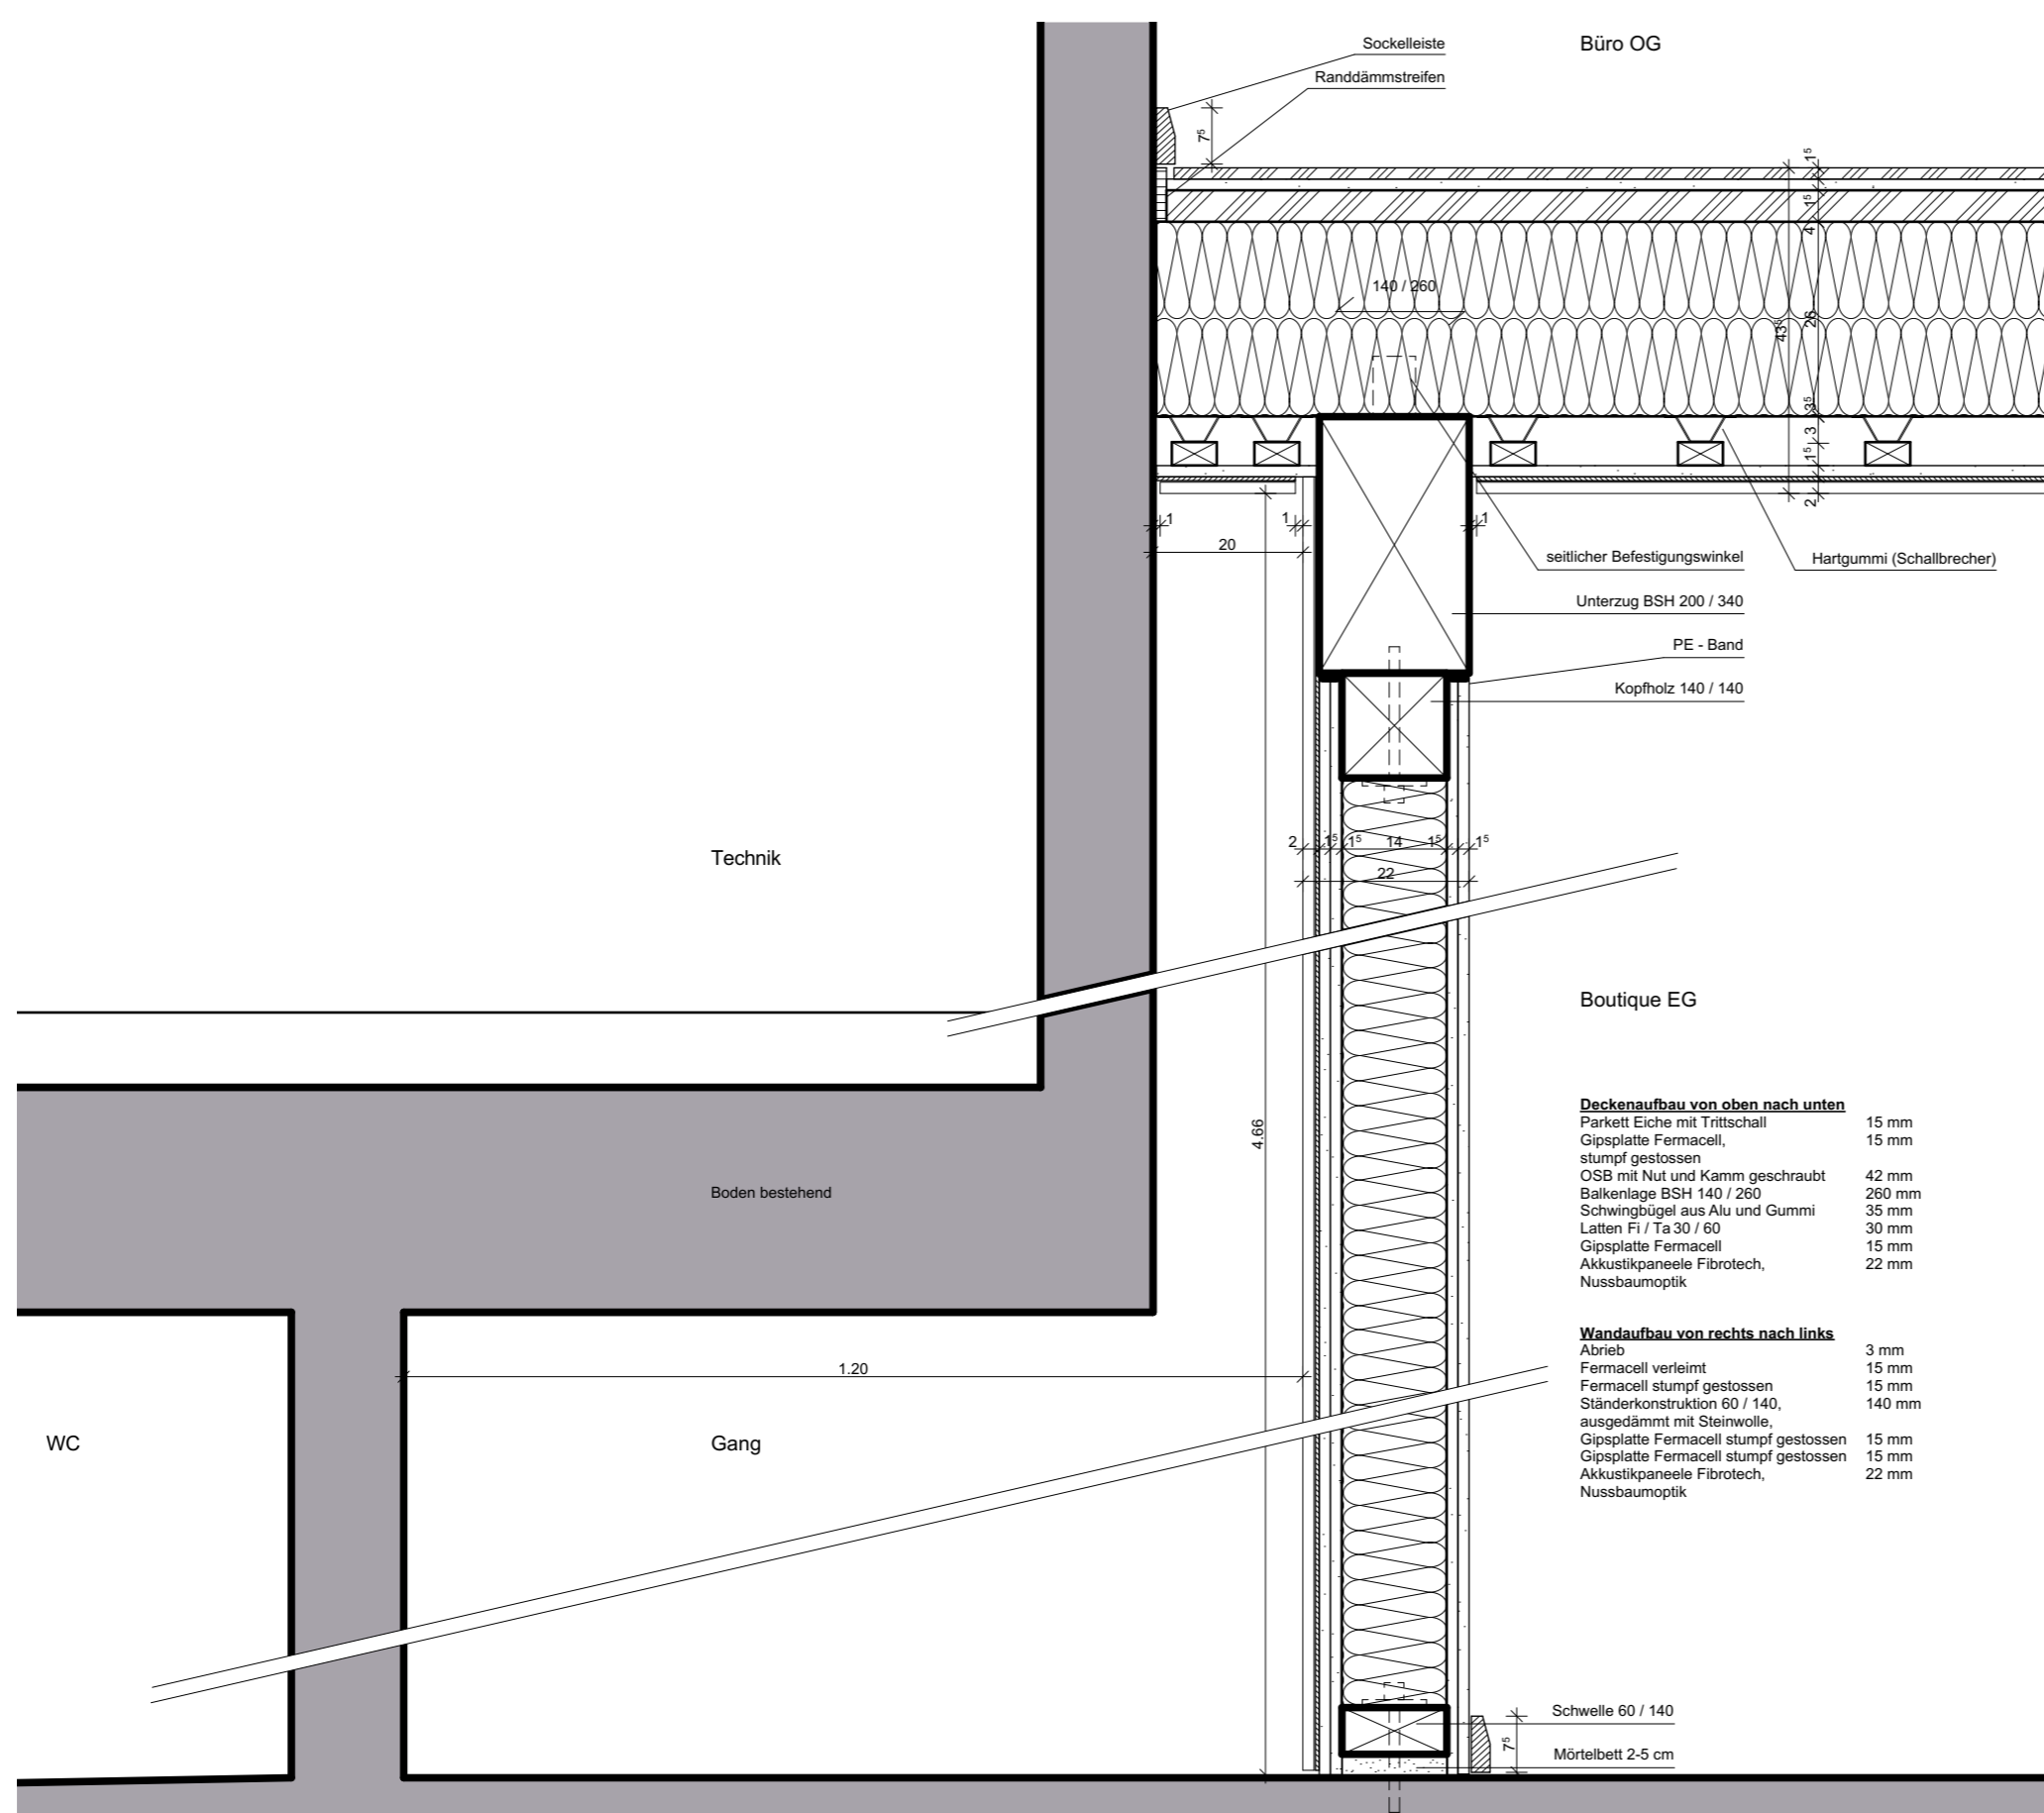 Büro OG
Sockelleiste
Randdämmstreifen
7⁵
1⁵
1⁵
4
140 / 260
26
43⁵
3⁵
3
1⁵
2
1
1
1
20
seitlicher Befestigungswinkel
Hartgummi (Schallbrecher)
Unterzug BSH 200 / 340
PE - Band
Kopfholz 140 / 140
2
1⁵
1⁵
14
1⁵
1⁵
22
Technik
Boutique EG
4.66
Boden bestehend
Deckenaufbau von oben nach unten
Parkett Eiche mit Trittschall 15 mm
Gipsplatte Fermacell, 15 mm
stumpf gestossen
OSB mit Nut und Kamm geschraubt 42 mm
Balkenlage BSH 140 / 260 260 mm
Schwingbügel aus Alu und Gummi 35 mm
Latten Fi / Ta 30 / 60 30 mm
Gipsplatte Fermacell 15 mm
Akkustikpaneele Fibrotech, 22 mm
Nussbaumoptik
Wandaufbau von rechts nach links
Abrieb 3 mm
Fermacell verleimt 15 mm
Fermacell stumpf gestossen 15 mm
Ständerkonstruktion 60 / 140, 140 mm
ausgedämmt mit Steinwolle,
Gipsplatte Fermacell stumpf gestossen 15 mm
Gipsplatte Fermacell stumpf gestossen 15 mm
Akkustikpaneele Fibrotech, 22 mm
Nussbaumoptik
1.20
WC
Gang
Schwelle 60 / 140
7⁵
Mörtelbett 2-5 cm